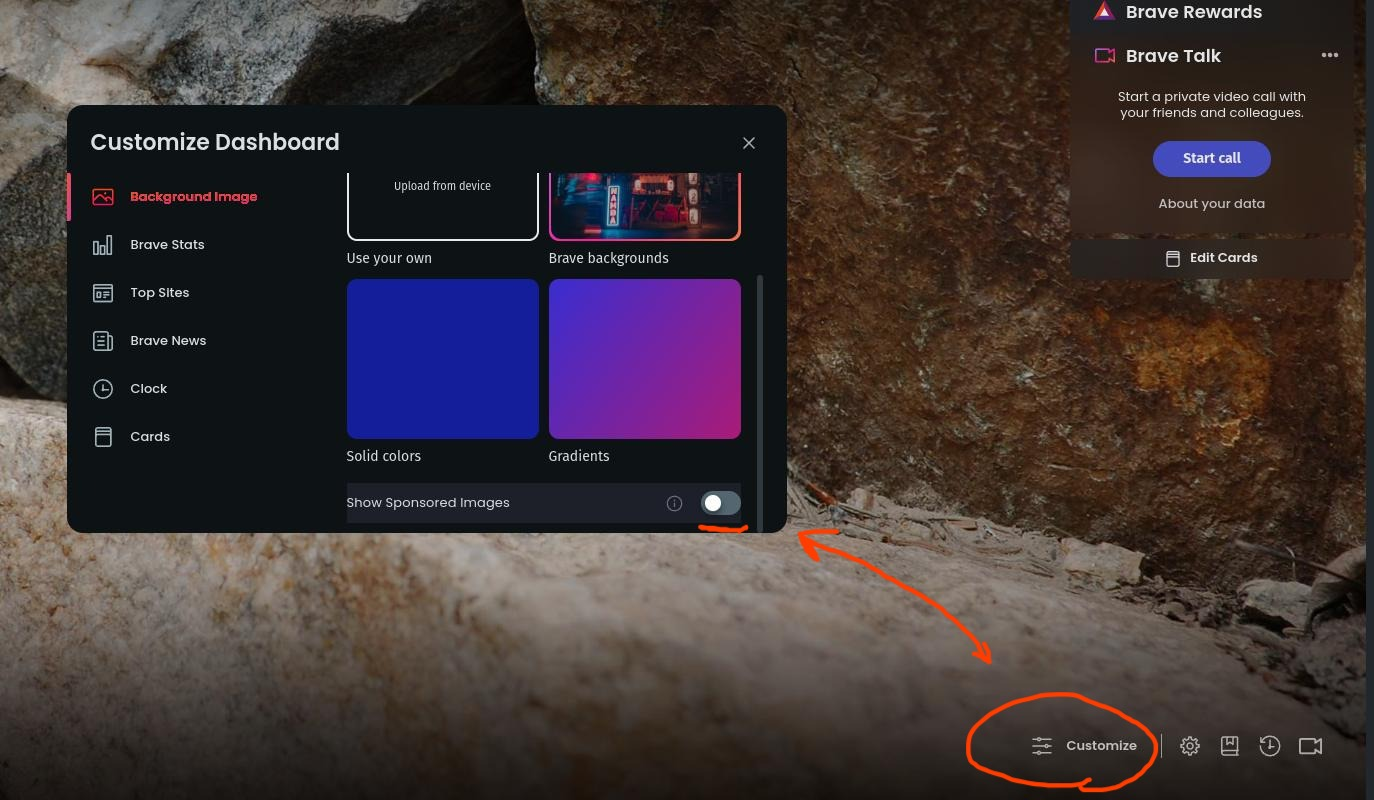 Brave Rewards
Brave Talk
Start a private video call with
your friends and colleagues.
Start call
About your data
Edit Cards
Customize Dashboard
Background Image
Brave Stats
Top Sites
Brave News
Clock
Cards
Upload from device
Use your own
Brave backgrounds
Solid colors
Gradients
Show Sponsored Images
Customize